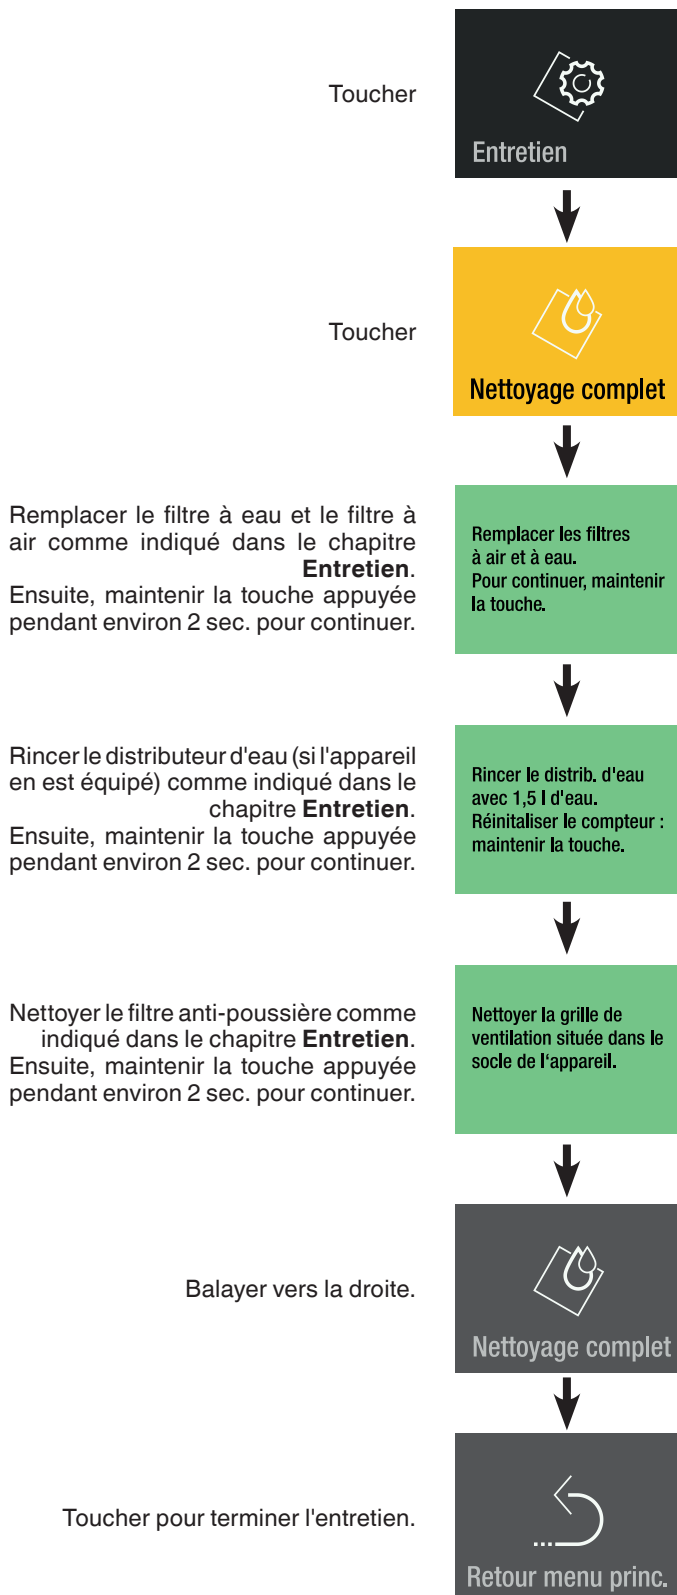 Toucher
Entretien
Toucher
Nettoyage complet
Remplacer le filtre à eau et le filtre à
air comme indiqué dans le chapitre
Entretien.
Ensuite, maintenir la touche appuyée
pendant environ 2 sec. pour continuer.
Remplacer les filtres
à air et à eau.
Pour continuer, maintenir
la touche.
Rincer le distributeur d'eau (si l'appareil
en est équipé) comme indiqué dans le
chapitre Entretien.
Ensuite, maintenir la touche appuyée
pendant environ 2 sec. pour continuer.
Rincer le distrib. d'eau
avec 1,5 l d'eau.
Réinitaliser le compteur :
maintenir la touche.
Nettoyer le filtre anti-poussière comme
indiqué dans le chapitre Entretien.
Ensuite, maintenir la touche appuyée
pendant environ 2 sec. pour continuer.
Nettoyer la grille de
ventilation située dans le
socle de l‘appareil.
Balayer vers la droite.
Nettoyage complet
Toucher pour terminer l'entretien.
Retour menu princ.